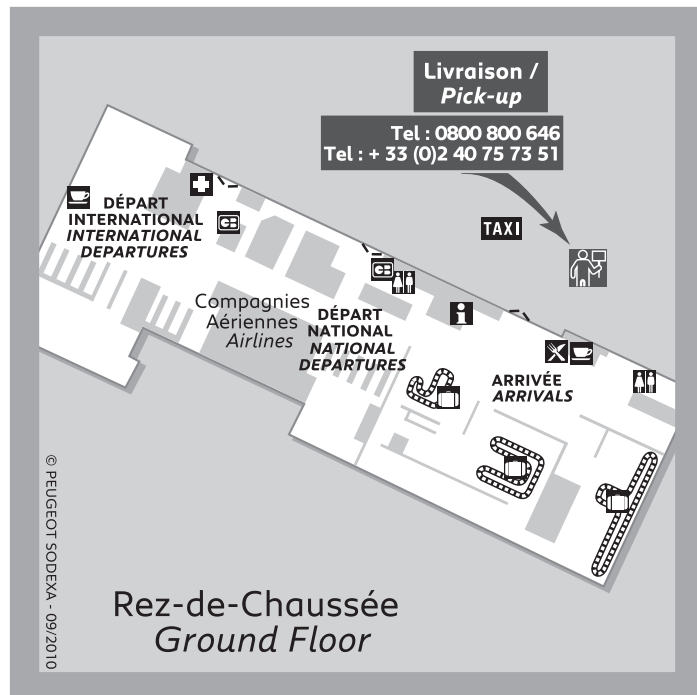 Livraison /
Pick-up
Tel : 0800 800 646
Tel : + 33 (0)2 40 75 73 51
TAXI
DÉPART
INTERNATIONAL
INTERNATIONAL
DEPARTURES
Compagnies
Aériennes
Airlines
DÉPART
NATIONAL
NATIONAL
DEPARTURES
ARRIVÉE
ARRIVALS
© PEUGEOT SODEXA - 09/2010
Rez-de-Chaussée
Ground Floor